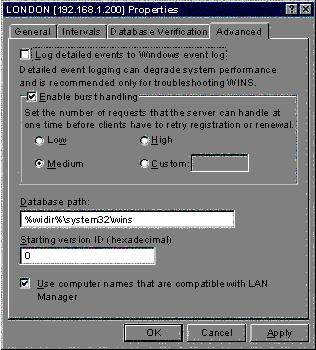 LONDON [192.168.1.200] Properties
General Intervals Database Verification Advanced
Log detailed events to Windows event log
Detailed event logging can degrade system performance
and is recommended only for troubleshooting WINS.
Enable burst handling
Set the number of requests that the server can handle at
one time before clients have to retry registration or renewal.
Low High
Medium Custom:
Database path:
%widir%\system32\wins
Starting version ID (hexadecimal)
0
Use computer names that are compatible with LAN
Manager
OK Cancel Apply